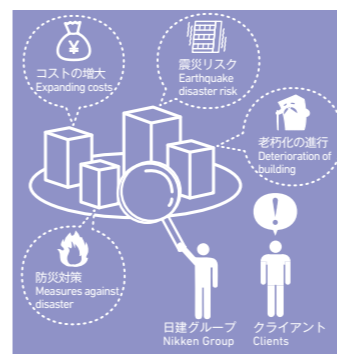 ¥
コストの増大
Expanding costs
震災リスク
Earthquake
disaster risk
老朽化の進行
Deterioration of
building
!
防災対策
Measures against
disaster
日建グループ
Nikken Group
クライアント
Clients